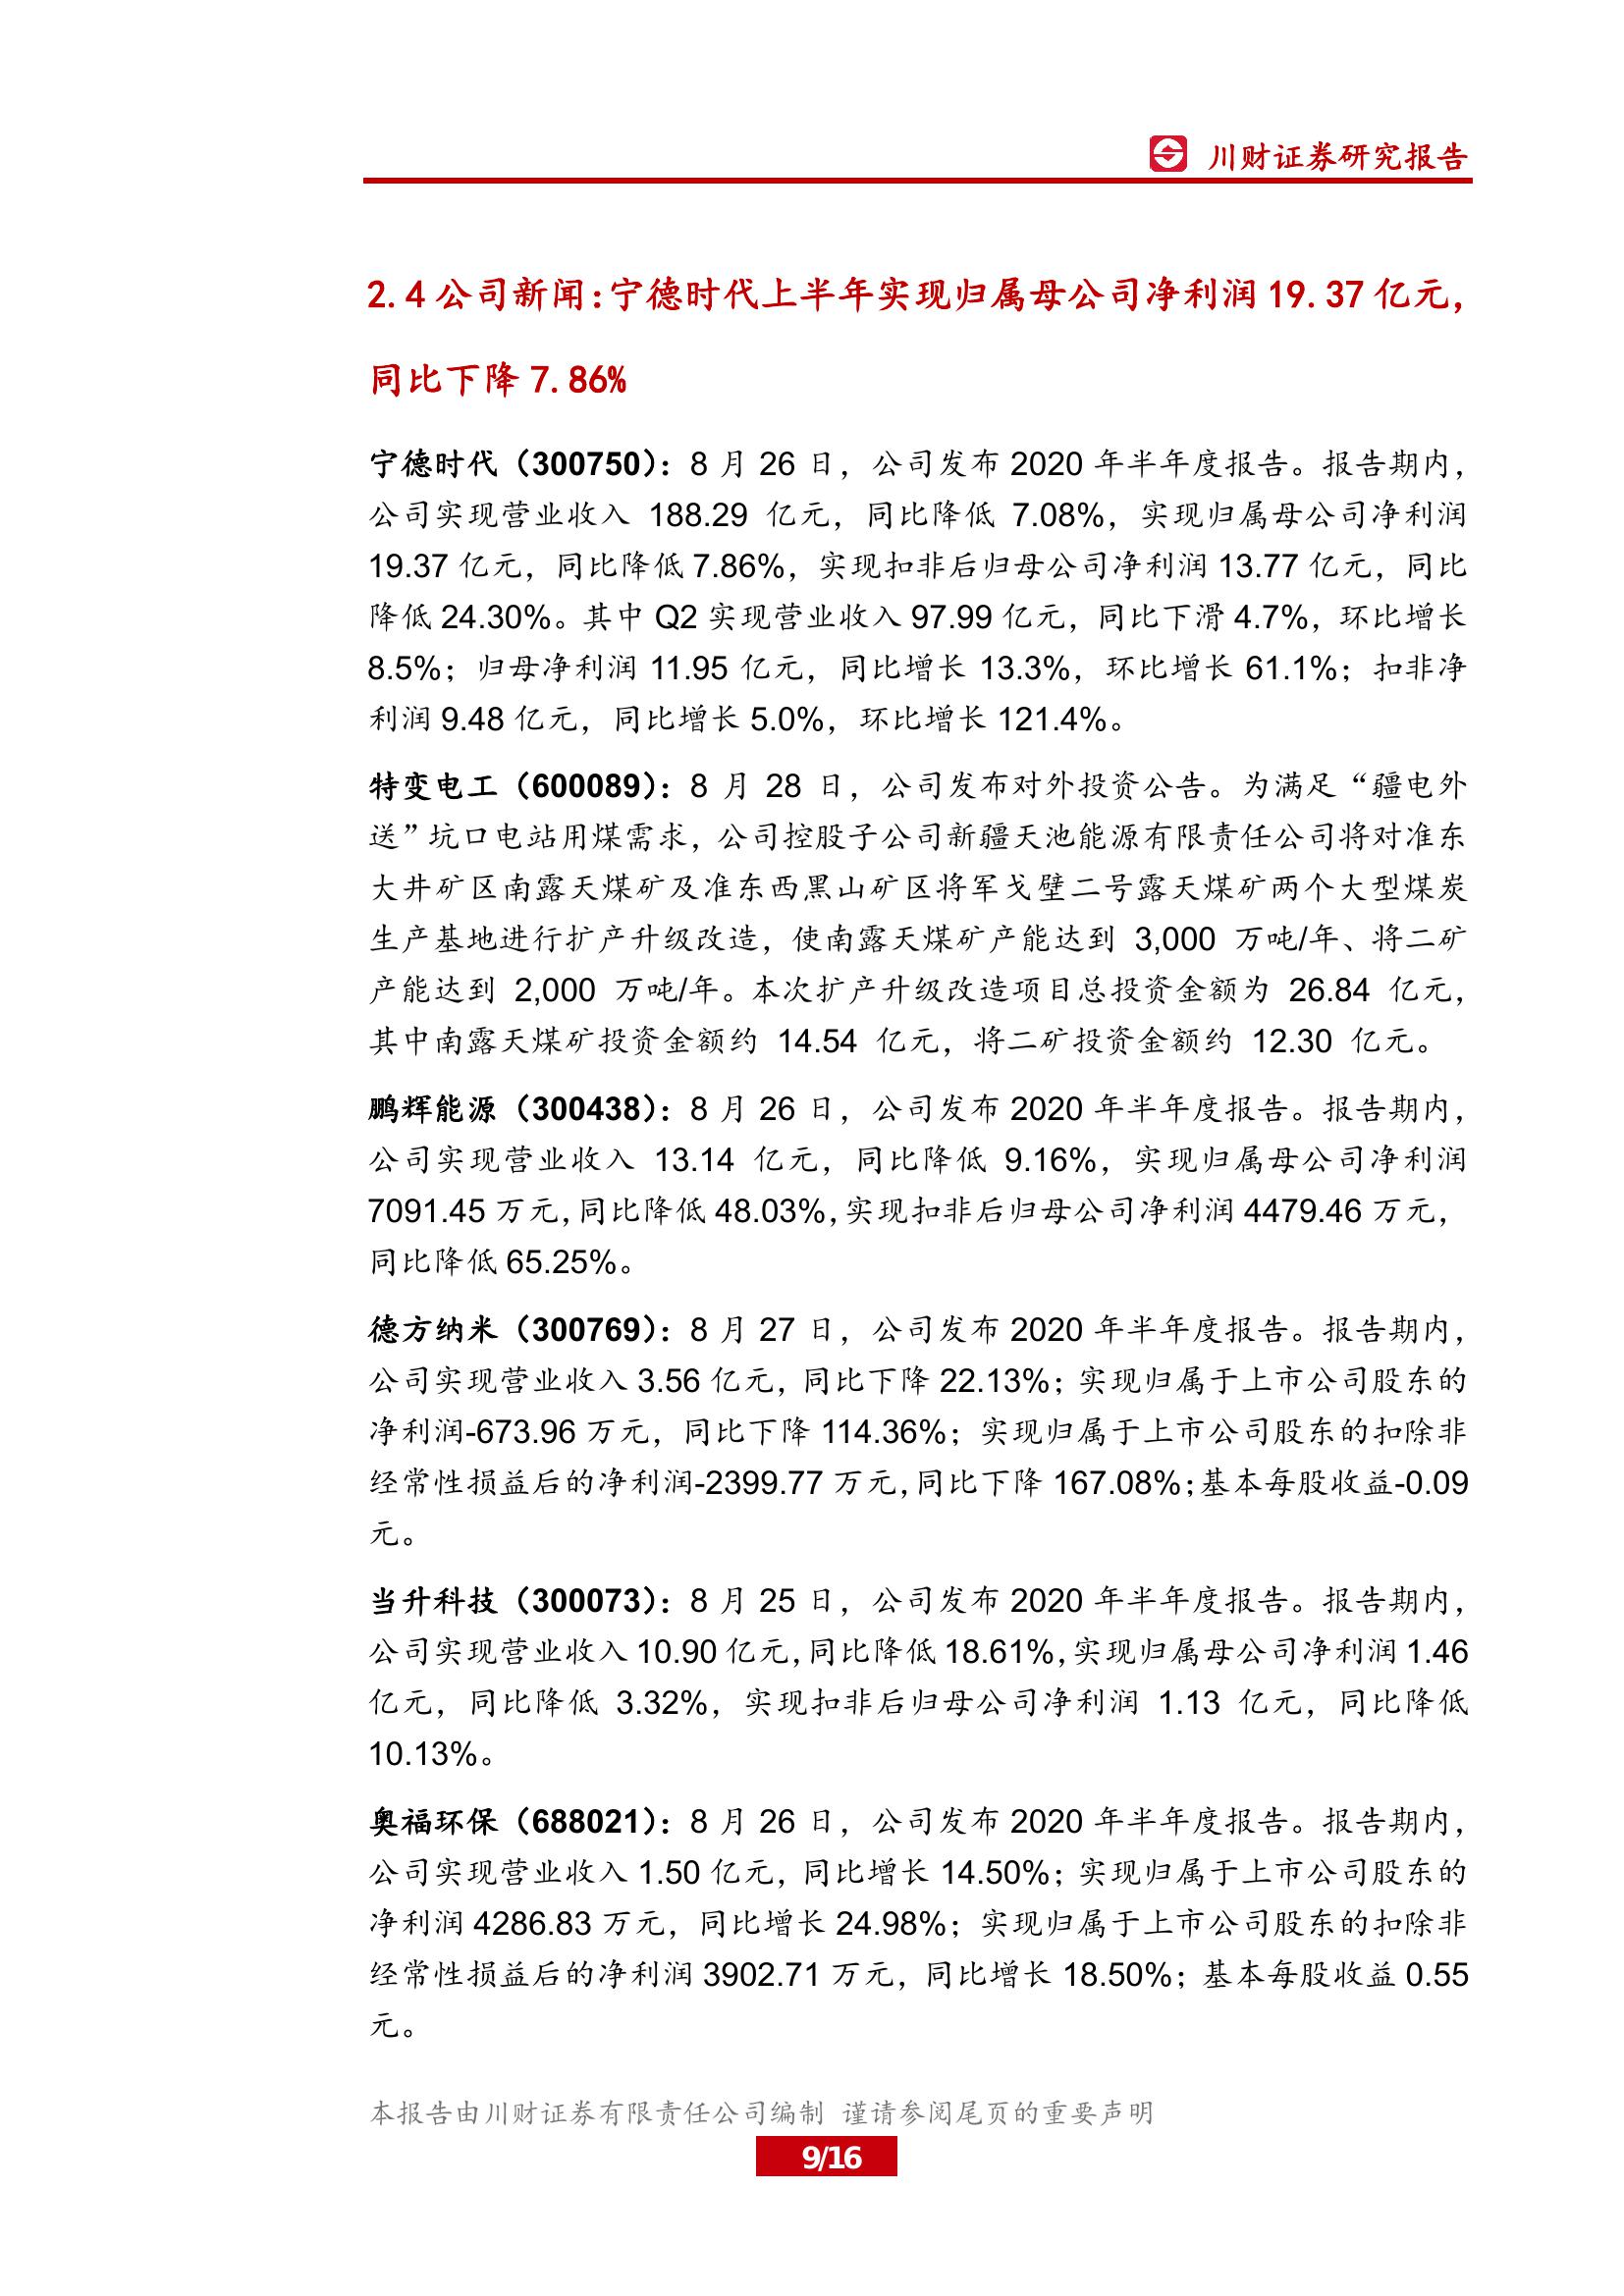 川财证券研究报告
2.4 公司新闻:宁德时代上半年实现归属母公司净利润 19.37 亿元,
同比下降 7.86%
宁德时代（300750）：8 月 26 日，公司发布 2020 年半年度报告。报告期内，
公司实现营业收入 188.29 亿元，同比降低 7.08%，实现归属母公司净利润
19.37 亿元，同比降低 7.86%，实现扣非后归母公司净利润 13.77 亿元，同比
降低 24.30%。其中 Q2 实现营业收入 97.99 亿元，同比下滑 4.7%，环比增长
8.5%；归母净利润 11.95 亿元，同比增长 13.3%，环比增长 61.1%；扣非净
利润 9.48 亿元，同比增长 5.0%，环比增长 121.4%。
特变电工（600089）：8 月 28 日，公司发布对外投资公告。为满足“疆电外
送”坑口电站用煤需求，公司控股子公司新疆天池能源有限责任公司将对准东
大井矿区南露天煤矿及准东西黑山矿区将军戈壁二号露天煤矿两个大型煤炭
生产基地进行扩产升级改造，使南露天煤矿产能达到 3,000 万吨/年、将二矿
产能达到 2,000 万吨/年。本次扩产升级改造项目总投资金额为 26.84 亿元，
其中南露天煤矿投资金额约 14.54 亿元，将二矿投资金额约 12.30 亿元。
鹏辉能源（300438）：8 月 26 日，公司发布 2020 年半年度报告。报告期内，
公司实现营业收入 13.14 亿元，同比降低 9.16%，实现归属母公司净利润
7091.45 万元，同比降低 48.03%，实现扣非后归母公司净利润 4479.46 万元，
同比降低 65.25%。
德方纳米（300769）：8 月 27 日，公司发布 2020 年半年度报告。报告期内，
公司实现营业收入 3.56 亿元，同比下降 22.13%；实现归属于上市公司股东的
净利润-673.96 万元，同比下降 114.36%；实现归属于上市公司股东的扣除非
经常性损益后的净利润-2399.77 万元，同比下降 167.08%；基本每股收益-0.09
元。
当升科技（300073）：8 月 25 日，公司发布 2020 年半年度报告。报告期内，
公司实现营业收入 10.90 亿元，同比降低 18.61%，实现归属母公司净利润 1.46
亿元，同比降低 3.32%，实现扣非后归母公司净利润 1.13 亿元，同比降低
10.13%。
奥福环保（688021）：8 月 26 日，公司发布 2020 年半年度报告。报告期内，
公司实现营业收入 1.50 亿元，同比增长 14.50%；实现归属于上市公司股东的
净利润 4286.83 万元，同比增长 24.98%；实现归属于上市公司股东的扣除非
经常性损益后的净利润 3902.71 万元，同比增长 18.50%；基本每股收益 0.55
元。
本报告由川财证券有限责任公司编制 谨请参阅尾页的重要声明
9/16